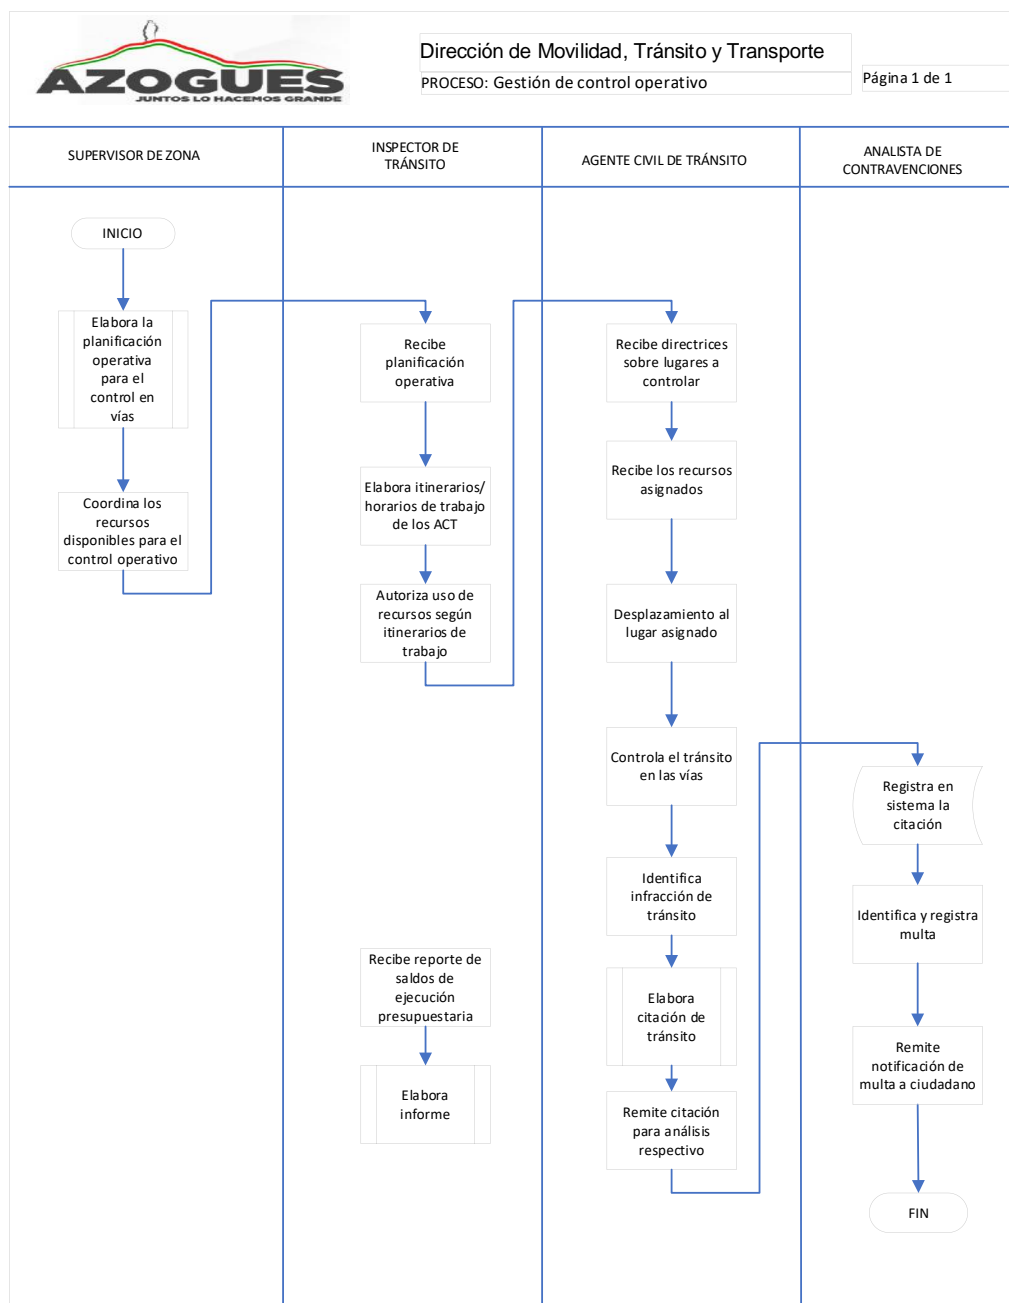 AZOGUES
JUNTOS LO HACEMOS GRANDE
Dirección de Movilidad, Tránsito y Transporte
PROCESO: Gestión de control operativo
Página 1 de 1
SUPERVISOR DE ZONA
INSPECTOR DE
TRÁNSITO
AGENTE CIVIL DE TRÁNSITO
ANALISTA DE
CONTRAVENCIONES
INICIO
Elabora la
planificación
operativa
para el
control en
vías
Coordina los
recursos
disponibles para el
control operativo
Recibe
planificación
operativa
Elabora itinerarios/
horarios de trabajo
de los ACT
Autoriza uso de
recursos según
itinerarios de
trabajo
Recibe reporte de
saldos de
ejecución
presupuestaria
Elabora
informe
Recibe directrices
sobre lugares a
controlar
Recibe los recursos
asignados
Desplazamiento al
lugar asignado
Controla el tránsito
en las vías
Identifica
infracción de
tránsito
Elabora
citación de
tránsito
Remite citación
para análisis
respectivo
Registra en
sistema la
citación
Identifica y registra
multa
Remite
notificación de
multa a ciudadano
FIN